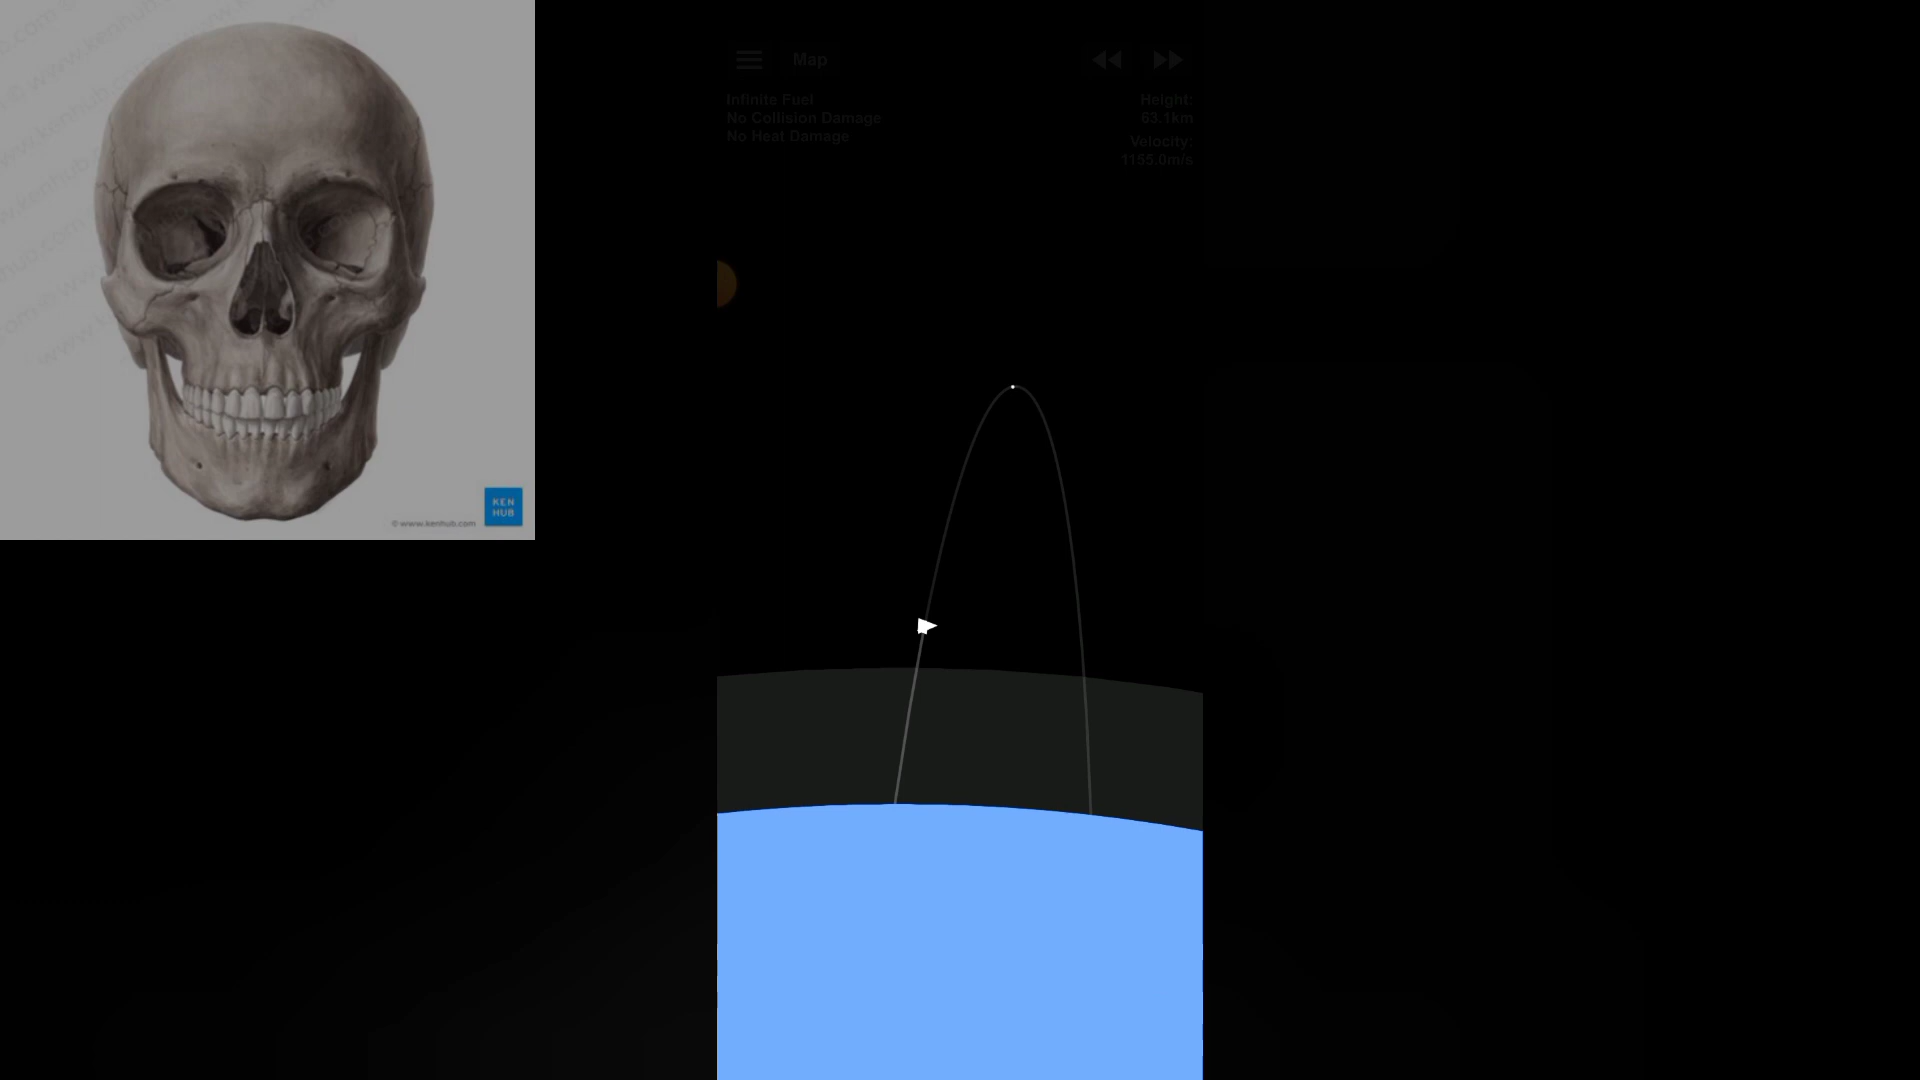 © www.kenhub.com
KEN
HUB
Map
Infinite Fuel
No Collision Damage
No Heat Damage
Height:
63.1km
Velocity:
1155.0m/s